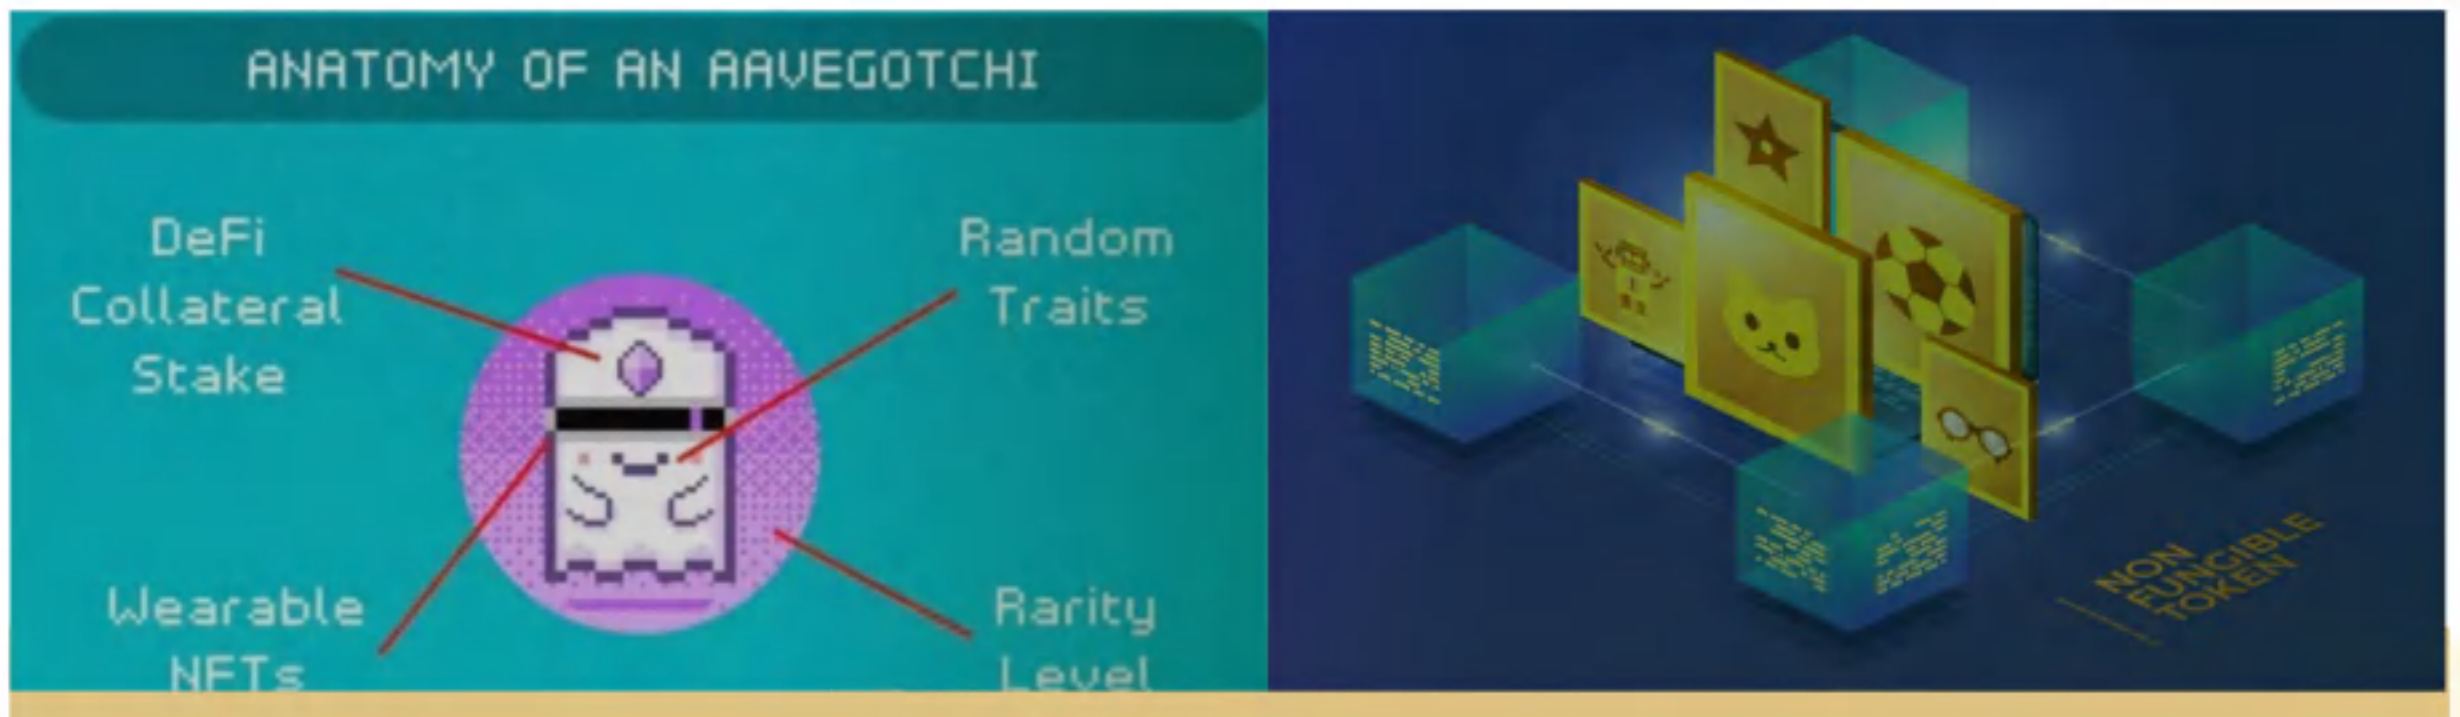 ANATOMY OF AN AAVEGOTCHI
DeFi
Collateral
Stake
Random
Traits
Wearable
NFTs
Rarity
Level
NON
FUNGIBLE
TOKEN